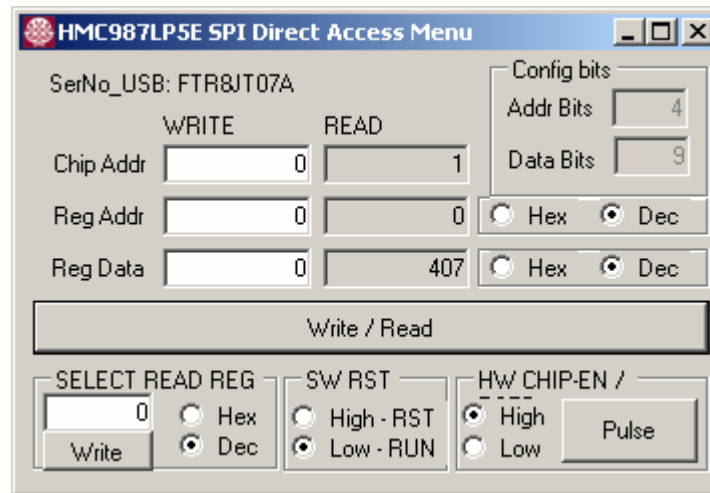 HMC987LP5E SPI Direct Access Menu
SerNo_USB: FTR8JT07A
Config bits
Addr Bits 4
Data Bits 9
WRITE READ
Chip Addr 0 1
Reg Addr 0 0 Hex Dec
Reg Data 0 407 Hex Dec
Write / Read
SELECT READ REG
0 Hex
Write Dec
SW RST
High - RST
Low - RUN
HW CHIP-EN /
High
Low
Pulse